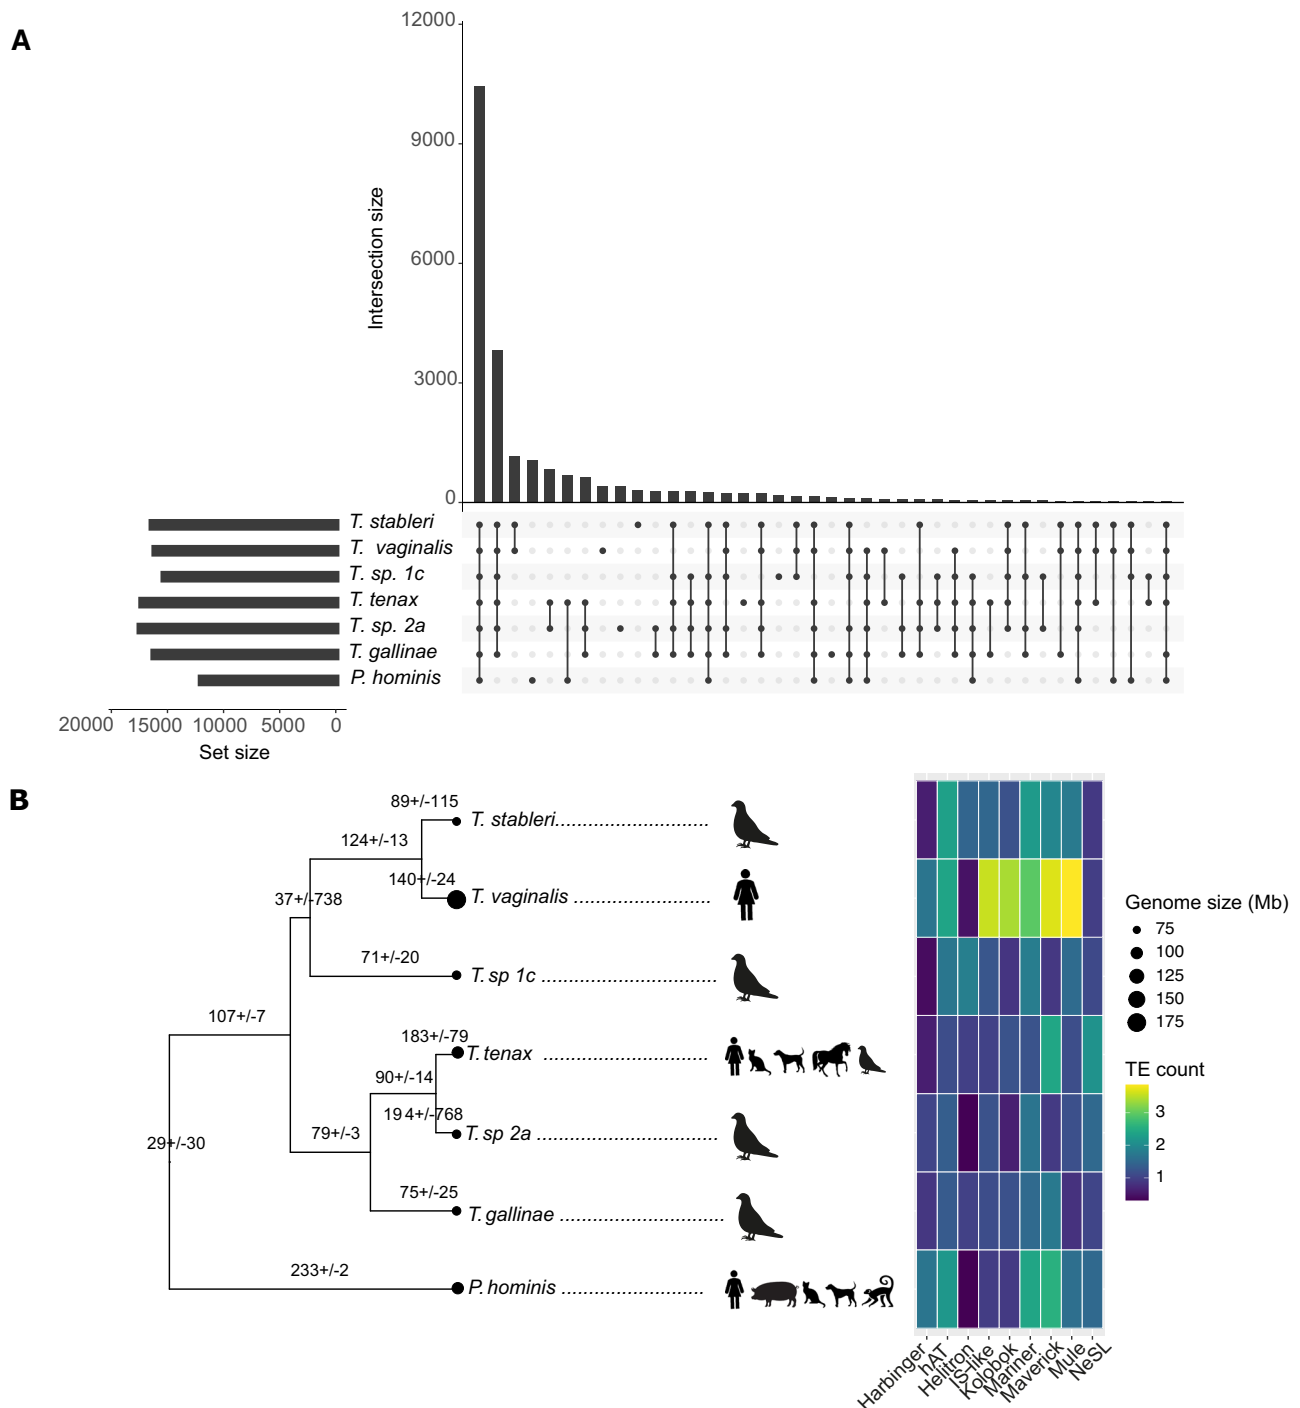 A
12000
9000
6000
3000
0
Intersection size
T. stableri
T. vaginalis
T. sp. 1c
T. tenax
T. sp. 2a
T. gallinae
P. hominis
20000 15000 10000 5000 0
Set size
B
89+/-115
T. stableri
124+/-13
140+/-24
T. vaginalis
37+/-738
71+/-20
T. sp 1c
107+/-7
183+/-79
T. tenax
90+/-14
194+/-768
T. sp 2a
79+/-3
29+/-30
75+/-25
T. gallinae
233+/-2
P. hominis
Genome size (Mb)
75
100
125
150
175
TE count
3
2
1
Harbinger
hAT
Helitron
IS-like
Kolobok
Mariner
Maverick
Mule
NeSL